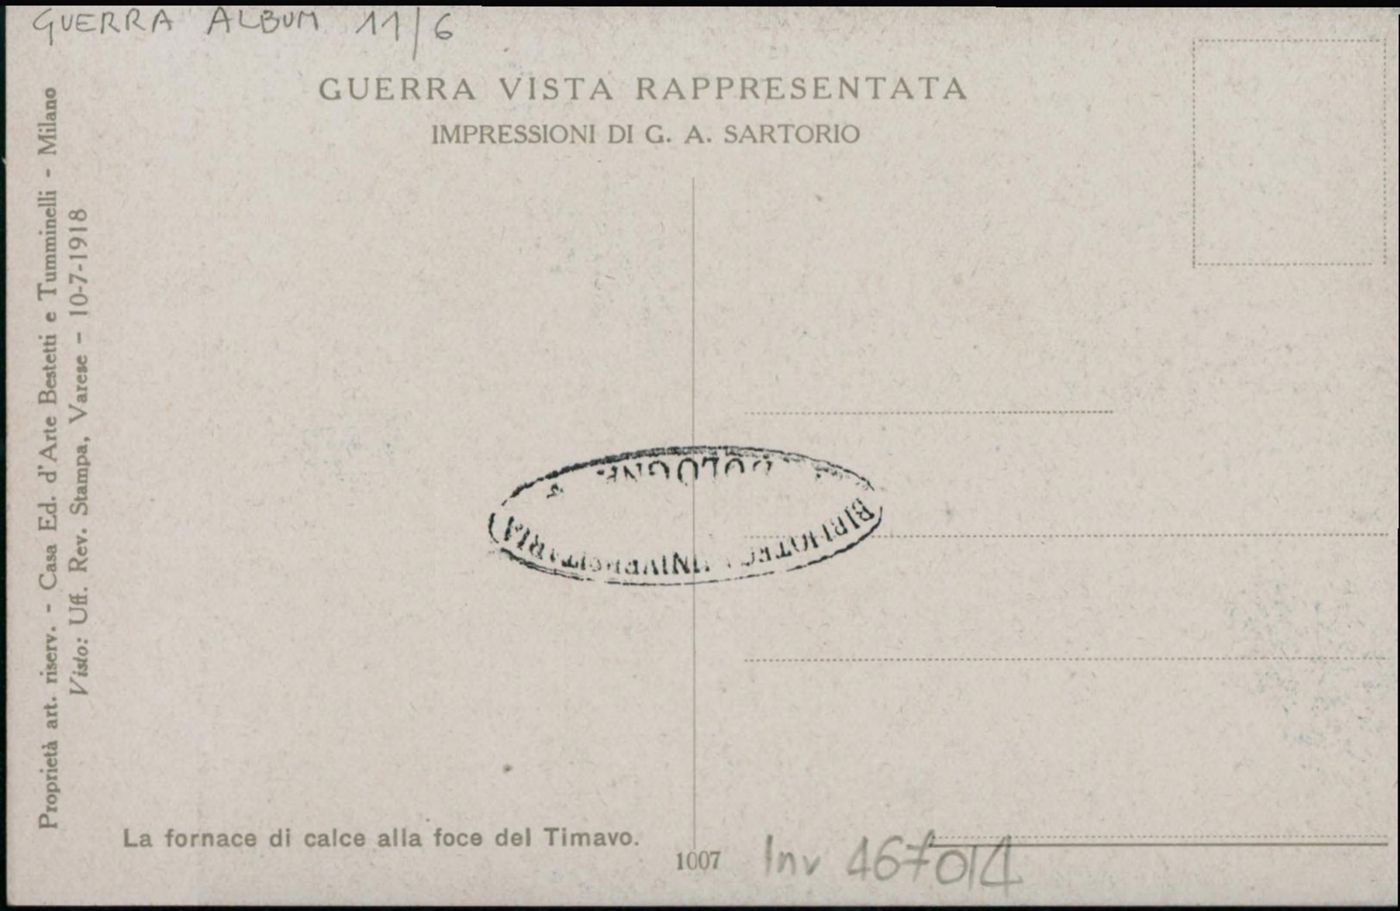 GUERRA ALBUM 11/6
GUERRA VISTA RAPPRESENTATA
IMPRESSIONI DI G. A. SARTORIO
Proprietà art. riserv. - Casa Ed. d'Arte Bestetti e Tumminelli - Milano
Visto: Uff. Rev. Stampa, Varese - 10-7-1918
BIBLIOTECA UNIVERSITARIA
La fornace di calce alla foce del Timavo.
1007
Inv 467014